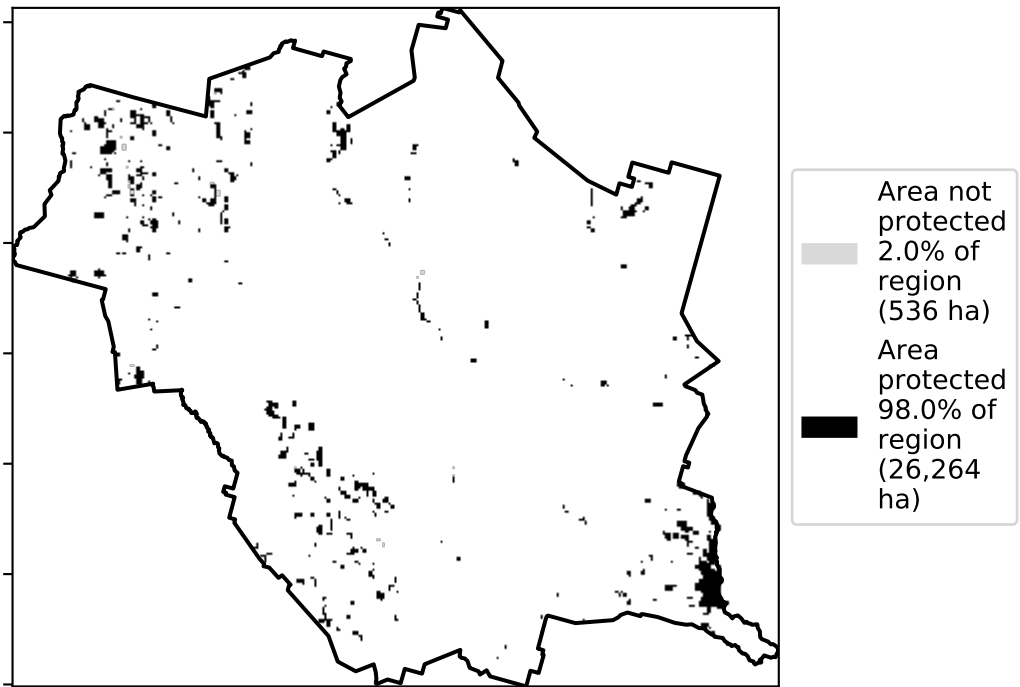 Area not
protected
2.0% of
region
(536 ha)
Area
protected
98.0% of
region
(26,264
ha)